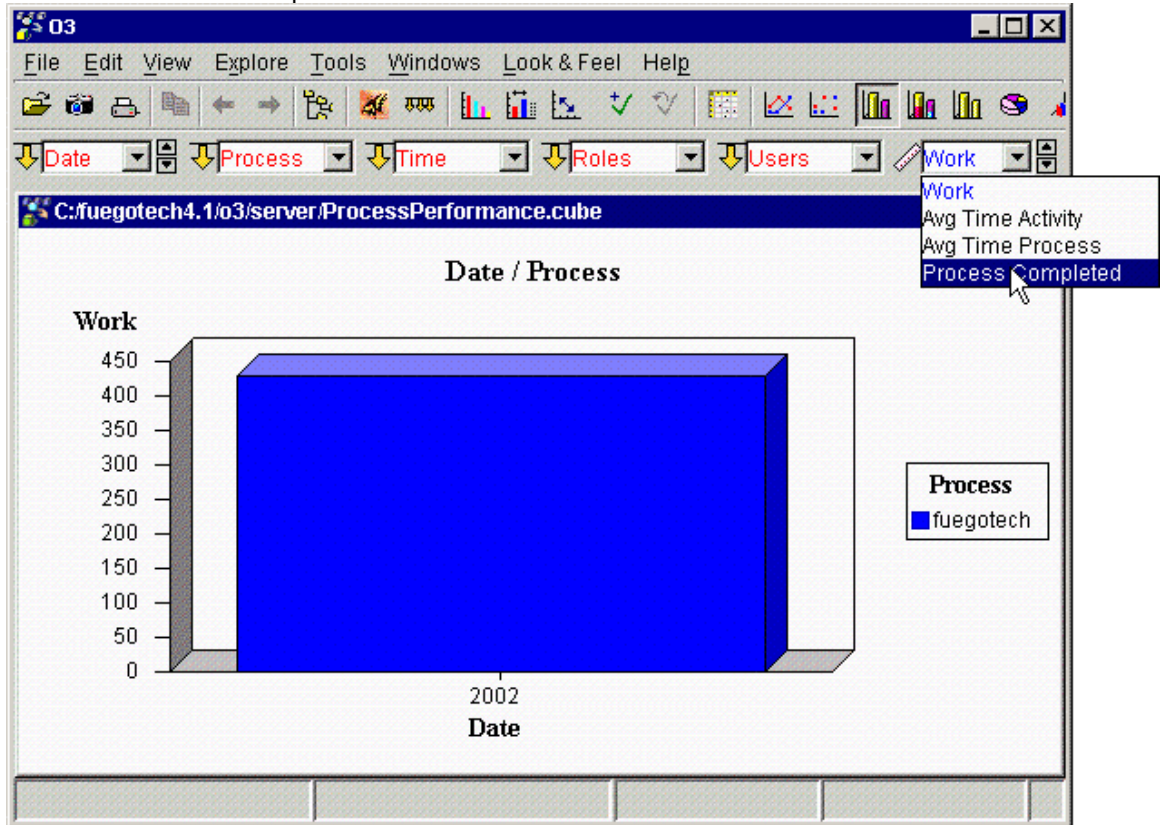 O3
File Edit View Explore Tools Windows Look & Feel Help
Date Process Time Roles Users Work
Work
Avg Time Activity
Avg Time Process
Process Completed
C:/fuegotech4.1/o3/server/ProcessPerformance.cube
Date / Process
Work
450
400
350
300
250
200
150
100
50
0
2002
Date
Process
fuegotech